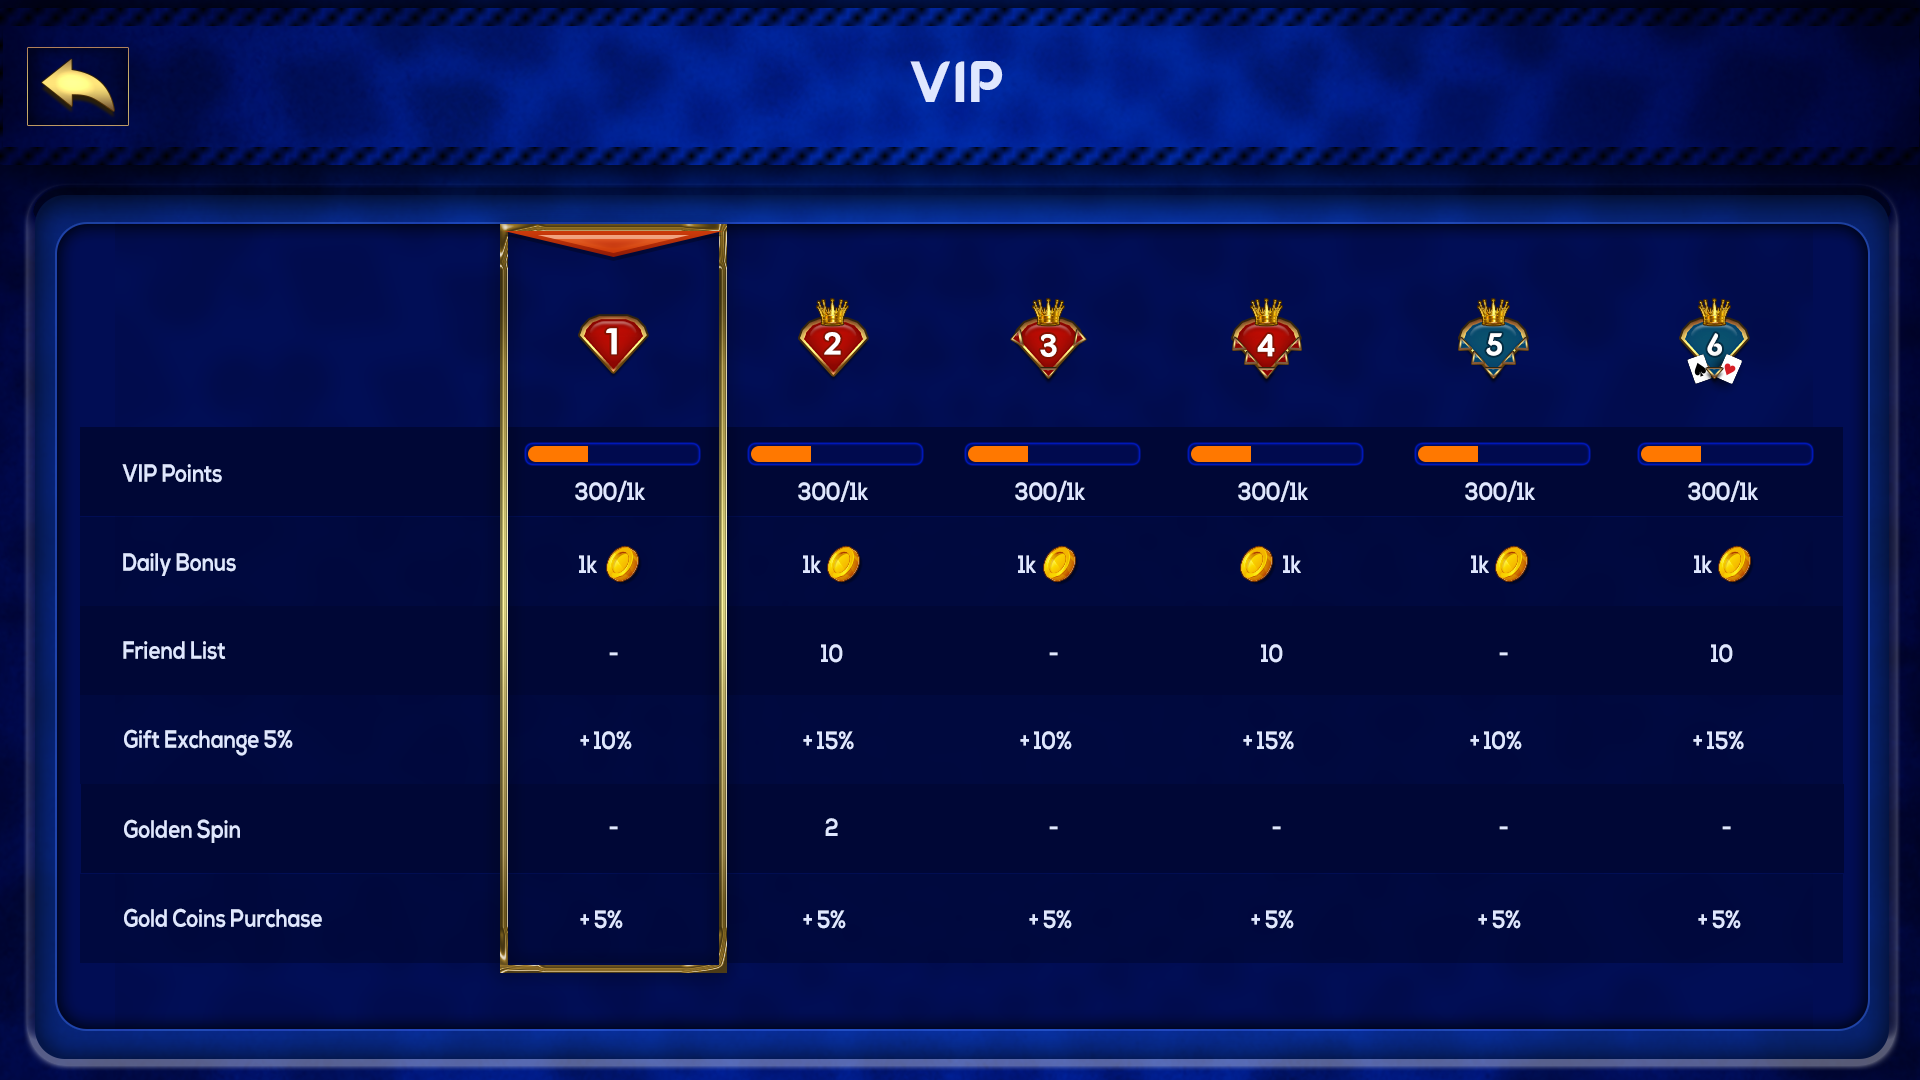 VIP
1 2 3 4 5 6
VIP Points 300/1k 300/1k 300/1k 300/1k 300/1k 300/1k
Daily Bonus 1k 1k 1k 1k 1k 1k
Friend List - 10 - 10 - 10
Gift Exchange 5% +10% +15% +10% +15% +10% +15%
Golden Spin - 2 - - - -
Gold Coins Purchase + 5% + 5% + 5% + 5% + 5% + 5%